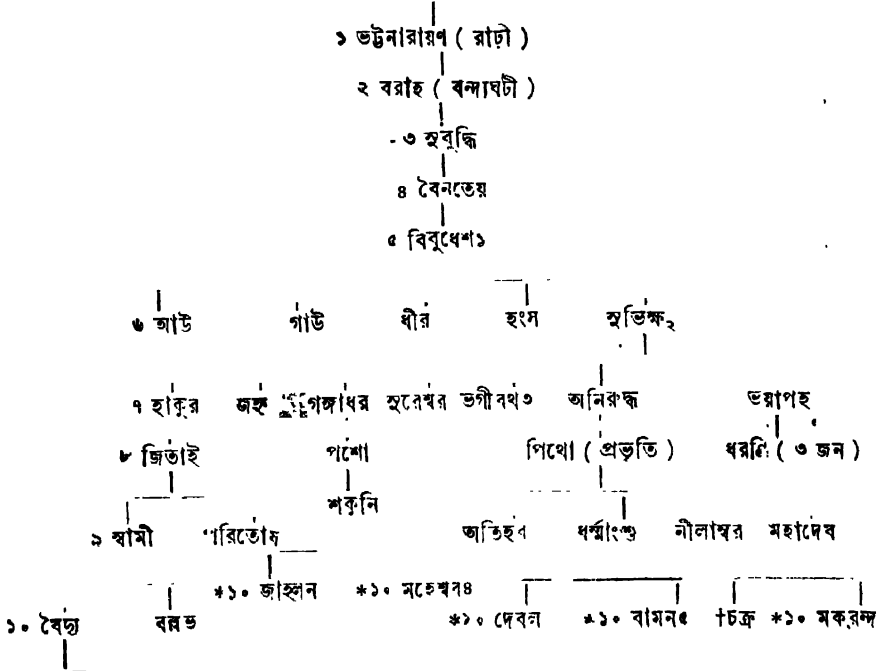 ১ ভট্টনারায়ণ ( রাঢ়ী )
২ বরাহ ( বন্দ্যঘটী )
৩ সুবুদ্ধি
৪ বৈনতেয়
৫ বিবুধেশ১
৬ আউ গাঁউ ধীর হংস সুভিক্ষ২
৭ হাকুর জহ্নু গঙ্গাধর সুরেশ্বর ভগীরথ৩ অনিরুদ্ধ ভয়াপহ
৮ জিতাই পশো পিথো ( প্রভৃতি ) ধরণি ( ৩ জন )
শকুনি
৯ স্বামী পরিতোষ অতিহব ধর্ম্মাংশু নীলাম্বর মহাদেব
*১০ জাহ্লন *১০ মহেশ্বর৪
১০ বৈদ্য বল্লভ *১০ দেবল *১০ বামন৫ †চক্র *১০ মকরন্দ